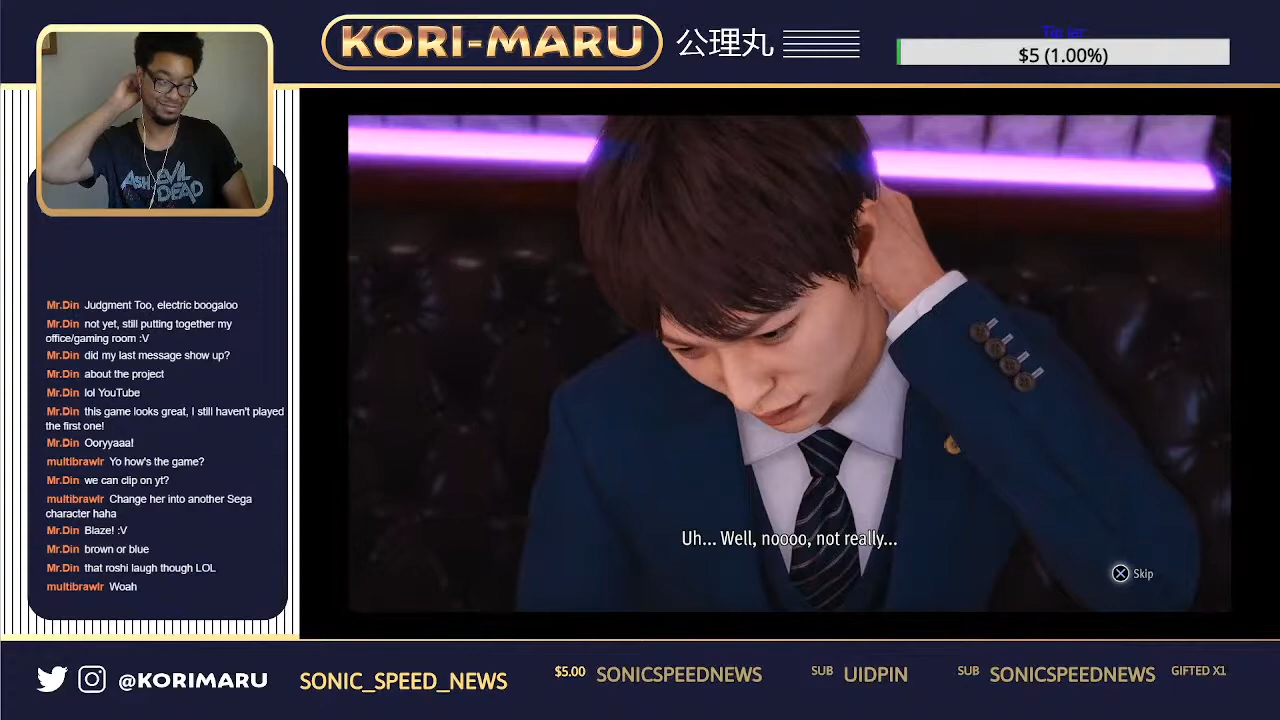 KORI-MARU 公理丸
Tip jar:
$5 (1.00%)
ASH EVIL
DEAD
Mr.Din Judgment Too, electric boogaloo
Mr.Din not yet, still putting together my
office/gaming room :V
Mr.Din did my last message show up?
Mr.Din about the project
Mr.Din lol YouTube
Mr.Din this game looks great, I still haven't played
the first one!
Mr.Din Ooryyaaa!
multibrawlr Yo how's the game?
Mr.Din we can clip on yt?
multibrawlr Change her into another Sega
character haha
Mr.Din Blaze! :V
Mr.Din brown or blue
Mr.Din that roshi laugh though LOL
multibrawlr Woah
Uh... Well, noooo, not really...
Skip
@KORIMARU SONIC_SPEED_NEWS $5.00 SONICSPEEDNEWS SUB UIDPIN SUB SONICSPEEDNEWS GIFTED X1